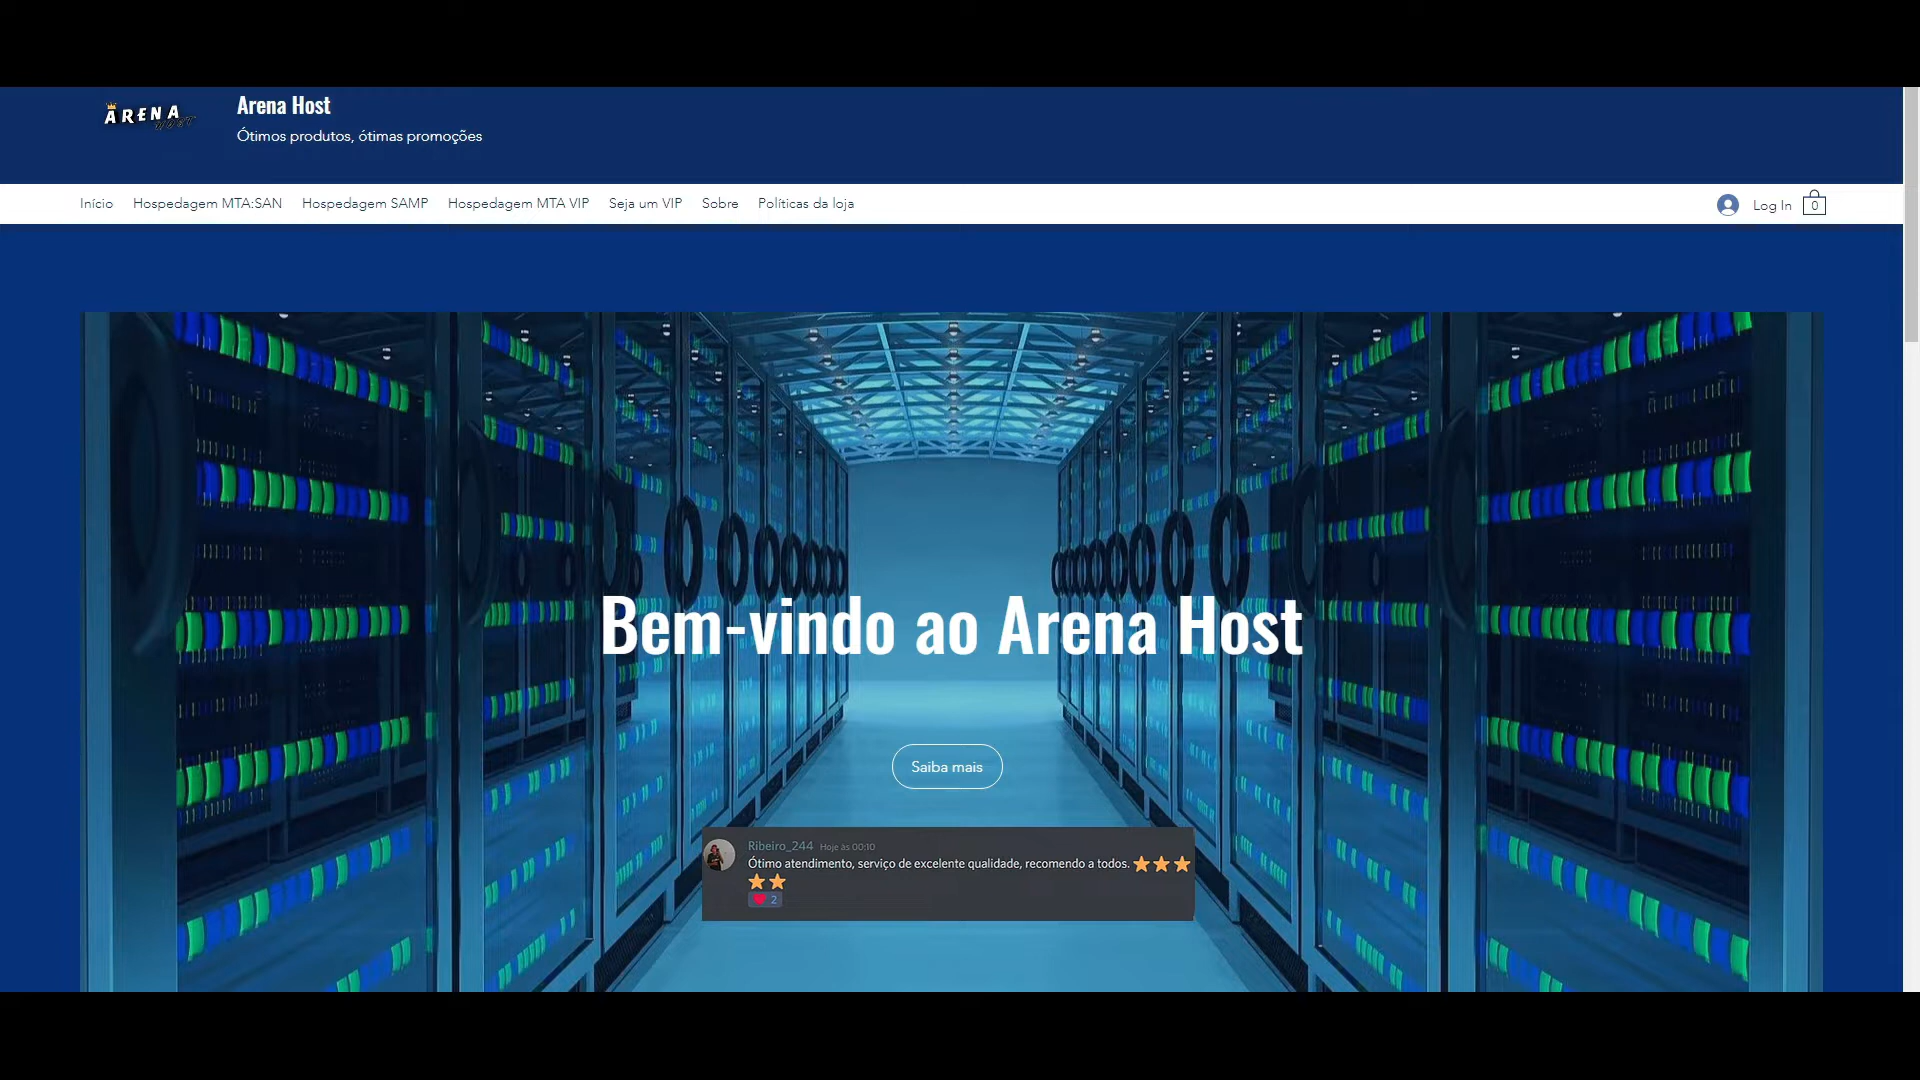 ARENA
HOST
Arena Host
Ótimos produtos, ótimas promoções
Início Hospedagem MTA:SAN Hospedagem SAMP Hospedagem MTA VIP Seja um VIP Sobre Políticas da loja
Log In 0
Bem-vindo ao Arena Host
Saiba mais
Ribeiro_244 Hoje às 00:10
Ótimo atendimento, serviço de excelente qualidade, recomendo a todos.
2